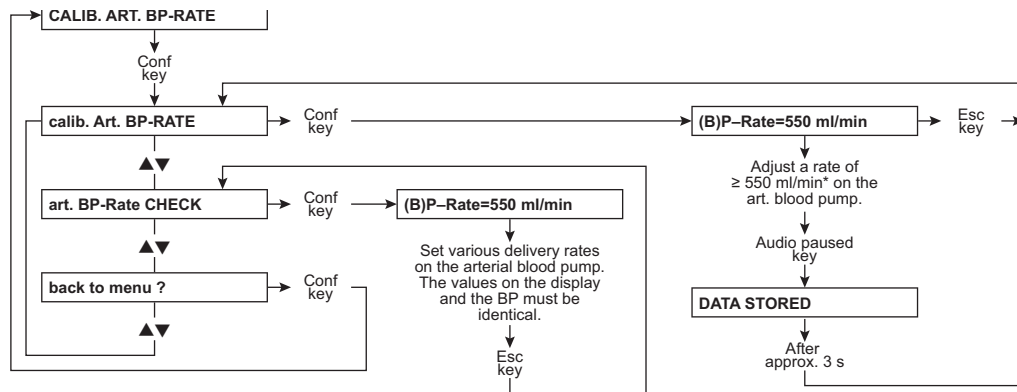 CALIB. ART. BP-RATE
Conf
key
calib. Art. BP-RATE
Conf
key
(B)P–Rate=550 ml/min
Esc
key
Adjust a rate of
≥ 550 ml/min* on the
art. blood pump.
Audio paused
key
DATA STORED
After
approx. 3 s
art. BP-Rate CHECK
Conf
key
(B)P–Rate=550 ml/min
Set various delivery rates
on the arterial blood pump.
The values on the display
and the BP must be
identical.
Esc
key
back to menu ?
Conf
key